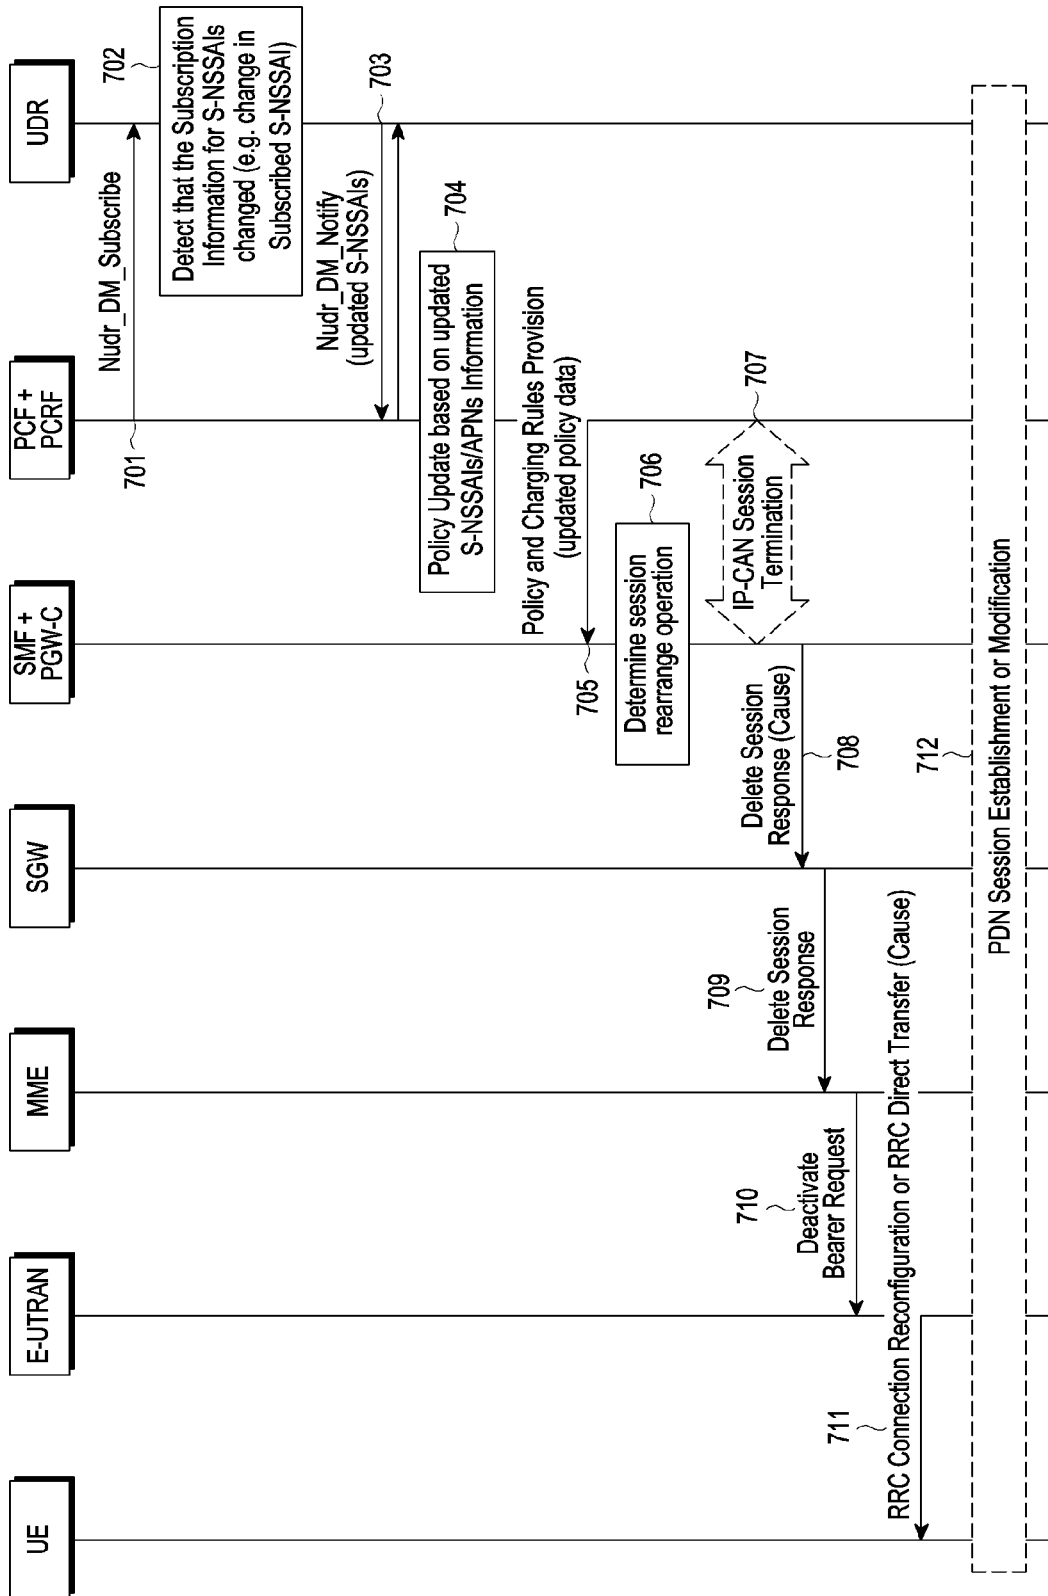 UE
E-UTRAN
MME
SGW
SMF +
PGW-C
PCF +
PCRF
UDR
701
Nudr_DM_Subscribe
702
Detect that the Subscription
Information for S-NSSAIs
changed (e.g. change in
Subscribed S-NSSAI)
703
Nudr_DM_Notify
(updated S-NSSAIs)
704
Policy Update based on updated
S-NSSAIs/APNs Information
Policy and Charging Rules Provision
(updated policy data)
705
706
Determine session
rearrange operation
707
IP-CAN Session
Termination
Delete Session
Response (Cause)
708
709
Delete Session
Response
710
Deactivate
Bearer Request
711
RRC Connection Reconfiguration or RRC Direct Transfer (Cause)
712
PDN Session Establishment or Modification